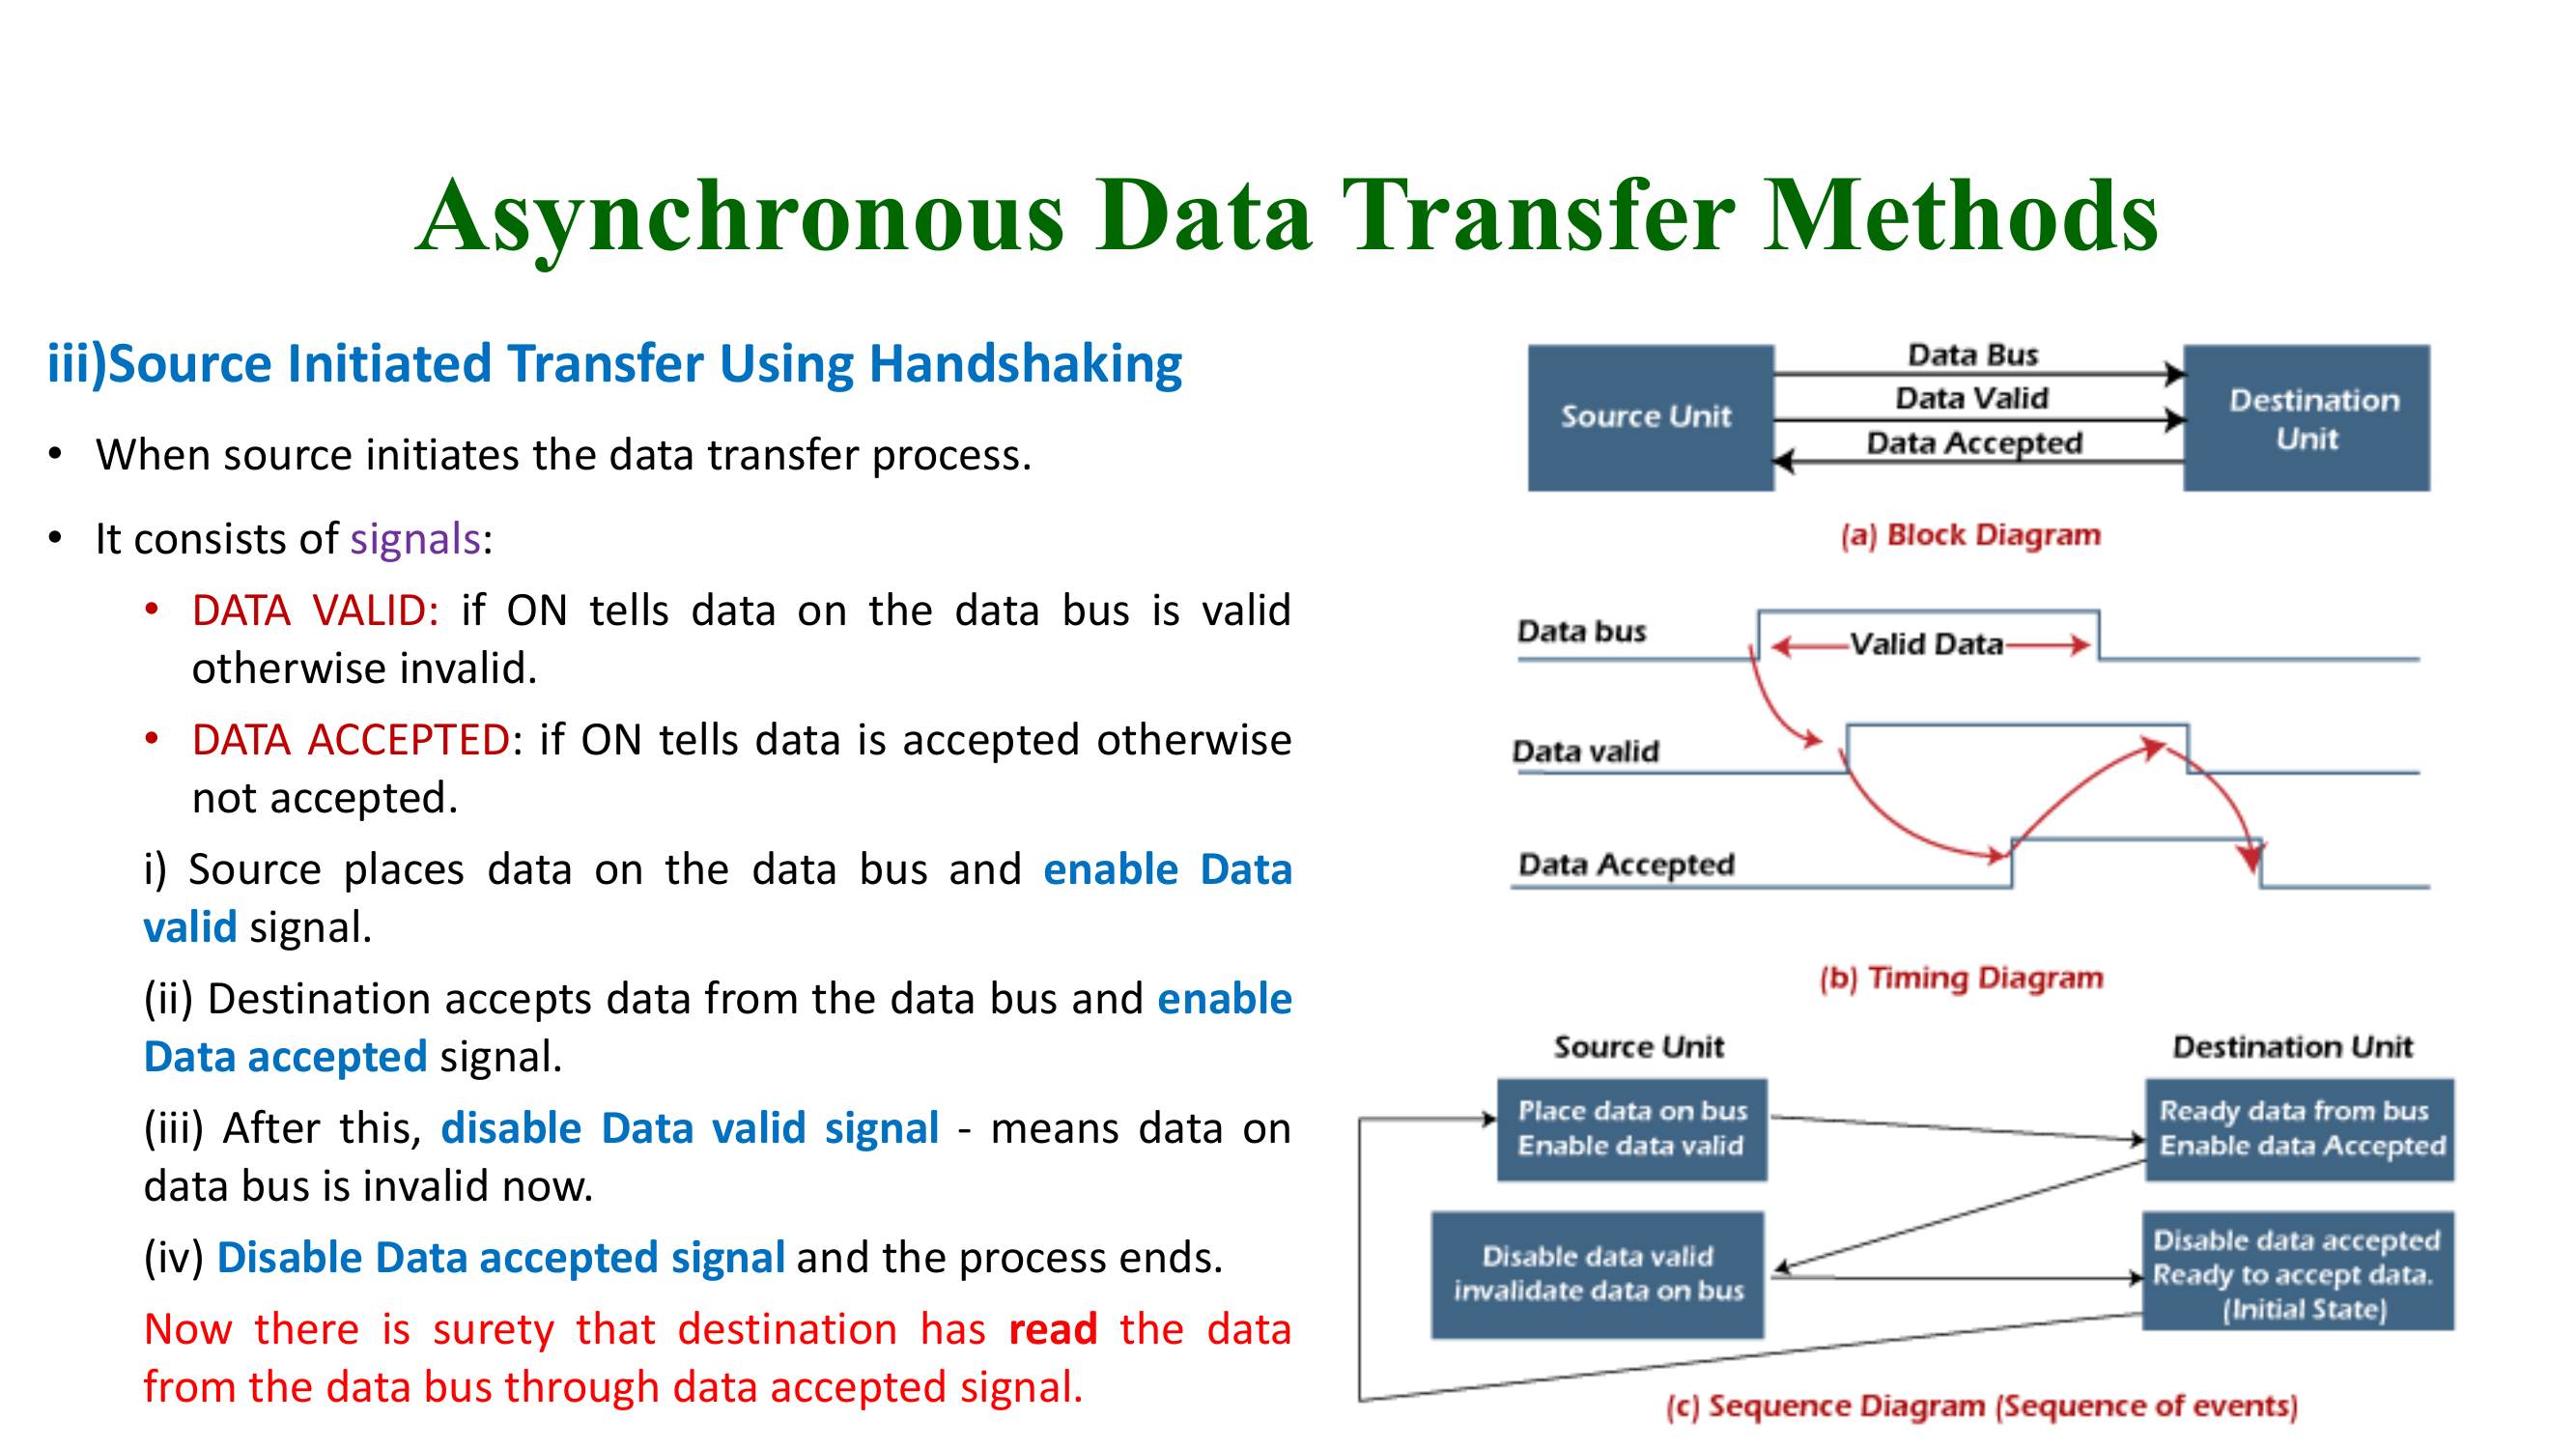 Asynchronous Data Transfer Methods
iii)Source Initiated Transfer Using Handshaking
• When source initiates the data transfer process.
• It consists of signals:
• DATA VALID: if ON tells data on the data bus is valid
otherwise invalid.
• DATA ACCEPTED: if ON tells data is accepted otherwise
not accepted.
i) Source places data on the data bus and enable Data
valid signal.
(ii) Destination accepts data from the data bus and enable
Data accepted signal.
(iii) After this, disable Data valid signal - means data on
data bus is invalid now.
(iv) Disable Data accepted signal and the process ends.
Now there is surety that destination has read the data
from the data bus through data accepted signal.
Source Unit
Data Bus
Data Valid
Data Accepted
Destination
Unit
(a) Block Diagram
Data bus
Valid Data
Data valid
Data Accepted
(b) Timing Diagram
Source Unit
Destination Unit
Place data on bus
Enable data valid
Ready data from bus
Enable data Accepted
Disable data valid
invalidate data on bus
Disable data accepted
Ready to accept data.
(Initial State)
(c) Sequence Diagram (Sequence of events)